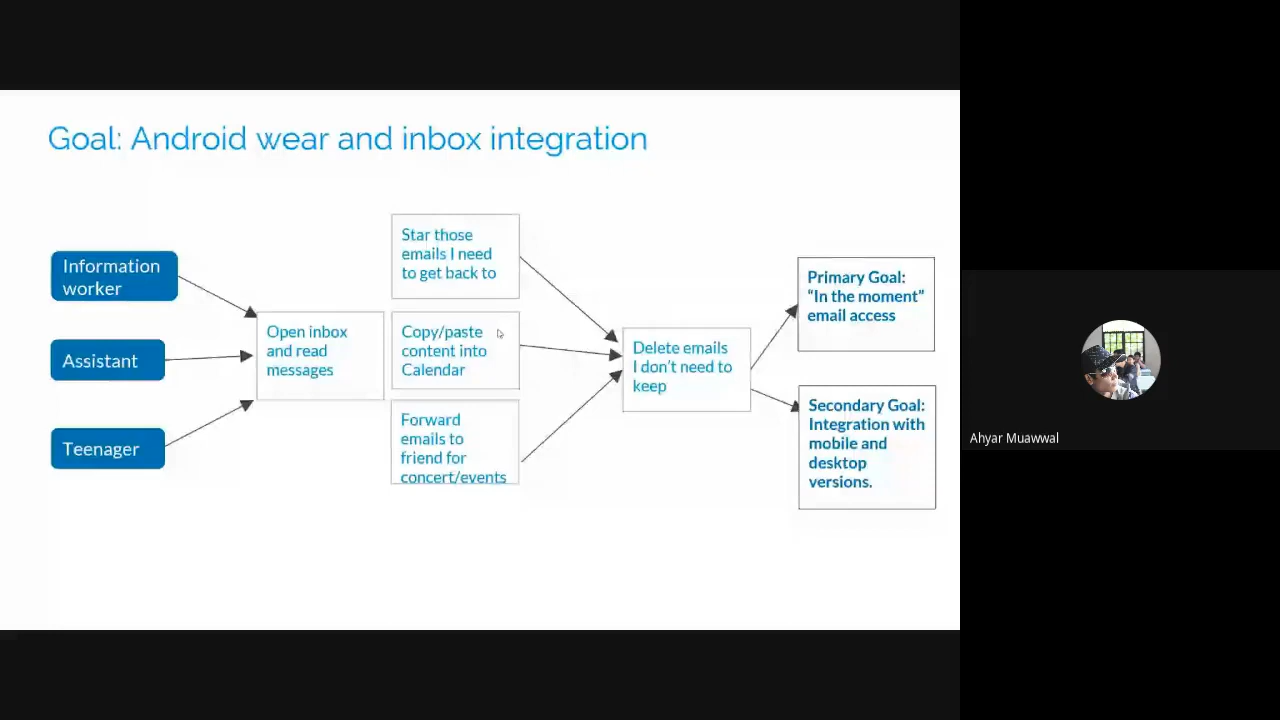 Goal: Android wear and inbox integration
Information
worker
Assistant
Teenager
Open inbox
and read
messages
Star those
emails I need
to get back to
Copy/paste
content into
Calendar
Forward
emails to
friend for
concert/events
Delete emails
I don't need to
keep
Primary Goal:
“In the moment”
email access
Secondary Goal:
Integration with
mobile and
desktop
versions.
Ahyar Muawwal